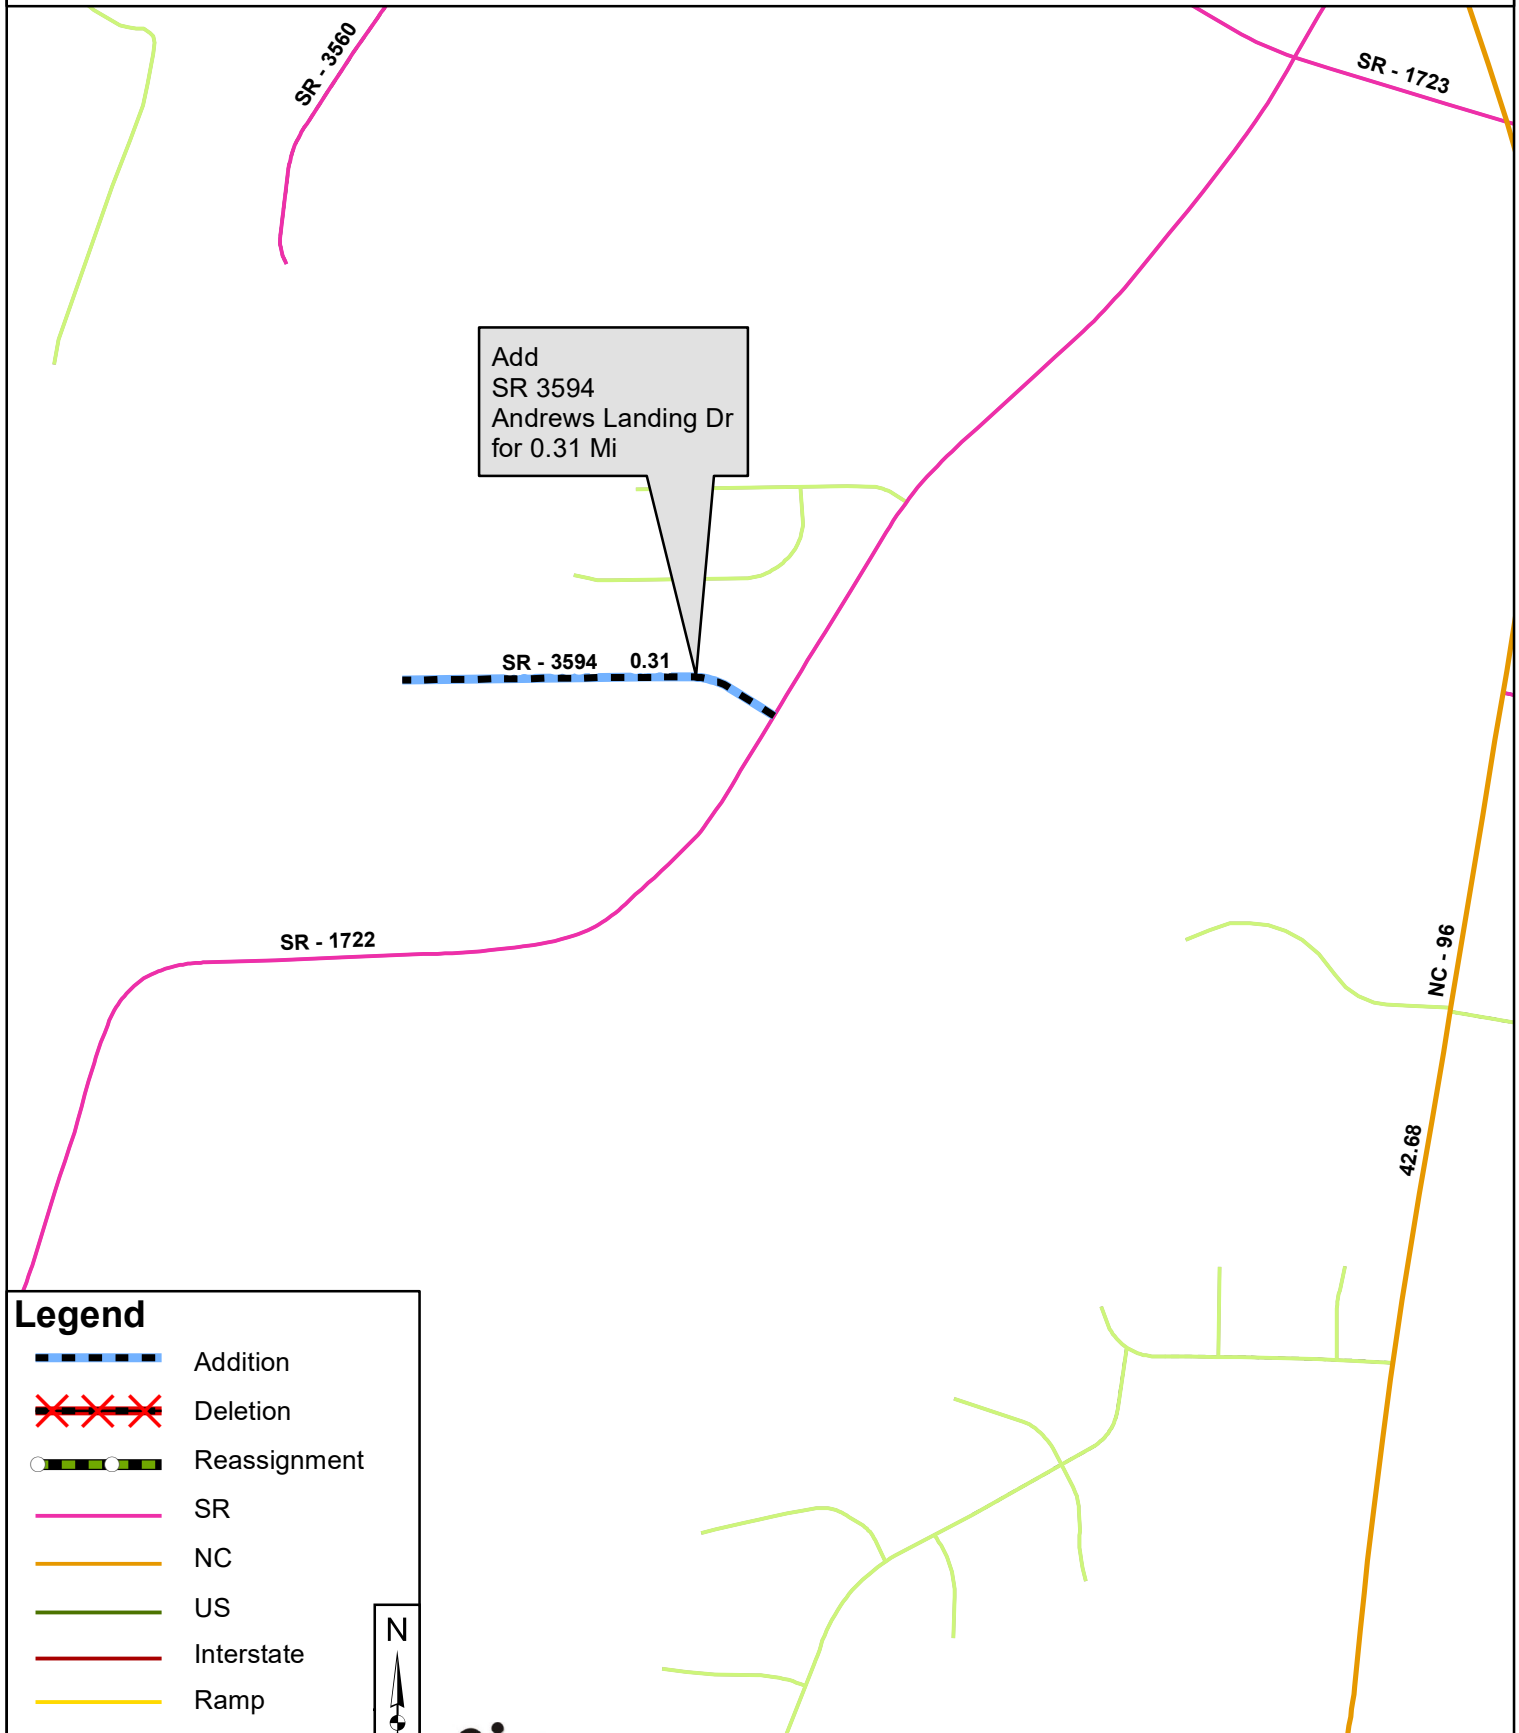 SR - 3560
SR - 1723
Add
SR 3594
Andrews Landing Dr
for 0.31 Mi
SR - 3594 0.31
SR - 1722
NC - 96
42.68
Legend
Addition
Deletion
Reassignment
SR
NC
US
Interstate
Ramp
N